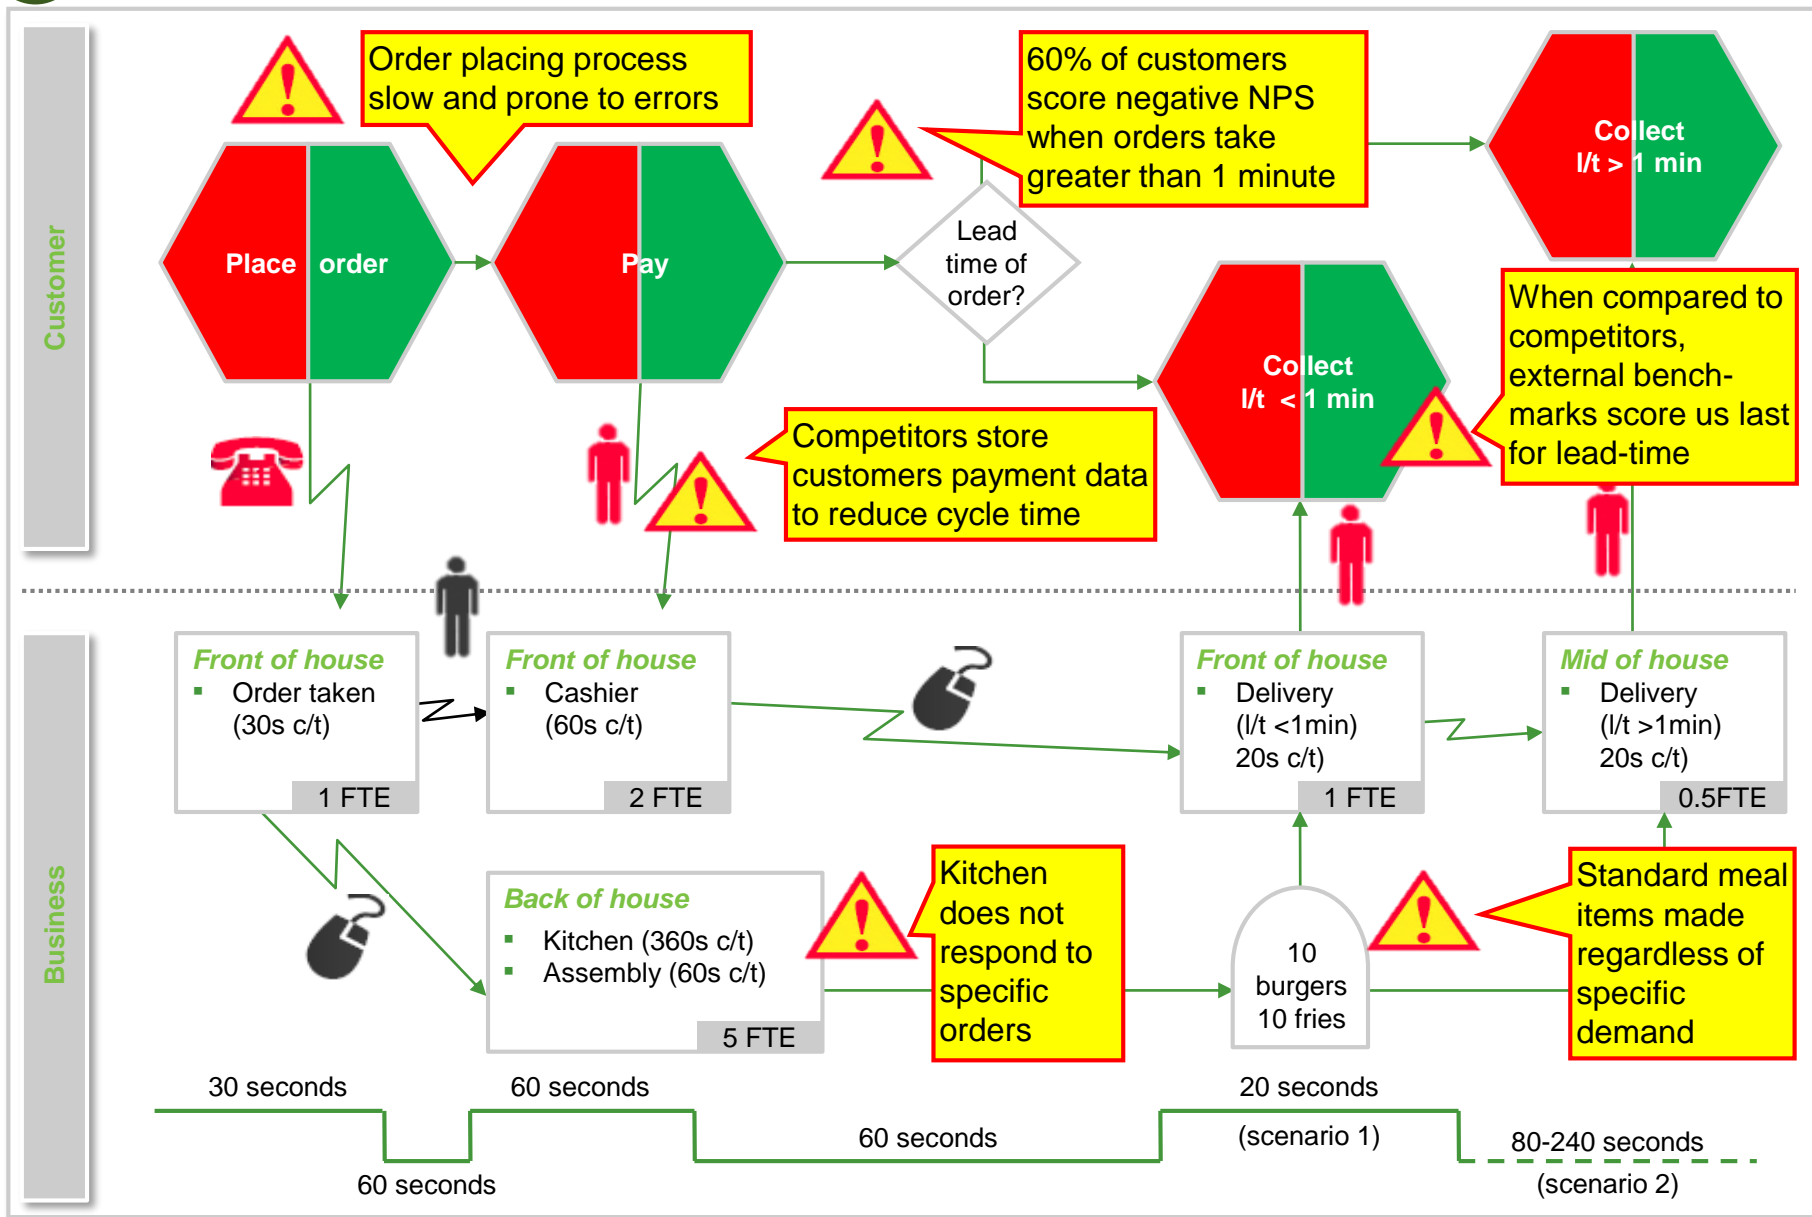 Customer
Order placing process
slow and prone to errors
60% of customers
score negative NPS
when orders take
greater than 1 minute
Collect
l/t > 1 min
Place order
Pay
Lead
time of
order?
Collect
l/t < 1 min
When compared to
competitors,
external bench-
marks score us last
for lead-time
Competitors store
customers payment data
to reduce cycle time
Business
Front of house
▪ Order taken
(30s c/t)
1 FTE
Front of house
▪ Cashier
(60s c/t)
2 FTE
Front of house
▪ Delivery
(l/t <1min)
20s c/t)
1 FTE
Mid of house
▪ Delivery
(l/t >1min)
20s c/t)
0.5FTE
Back of house
▪ Kitchen (360s c/t)
▪ Assembly (60s c/t)
5 FTE
Kitchen
does not
respond to
specific
orders
10
burgers
10 fries
Standard meal
items made
regardless of
specific
demand
30 seconds
60 seconds
60 seconds
60 seconds
20 seconds
(scenario 1)
80-240 seconds
(scenario 2)